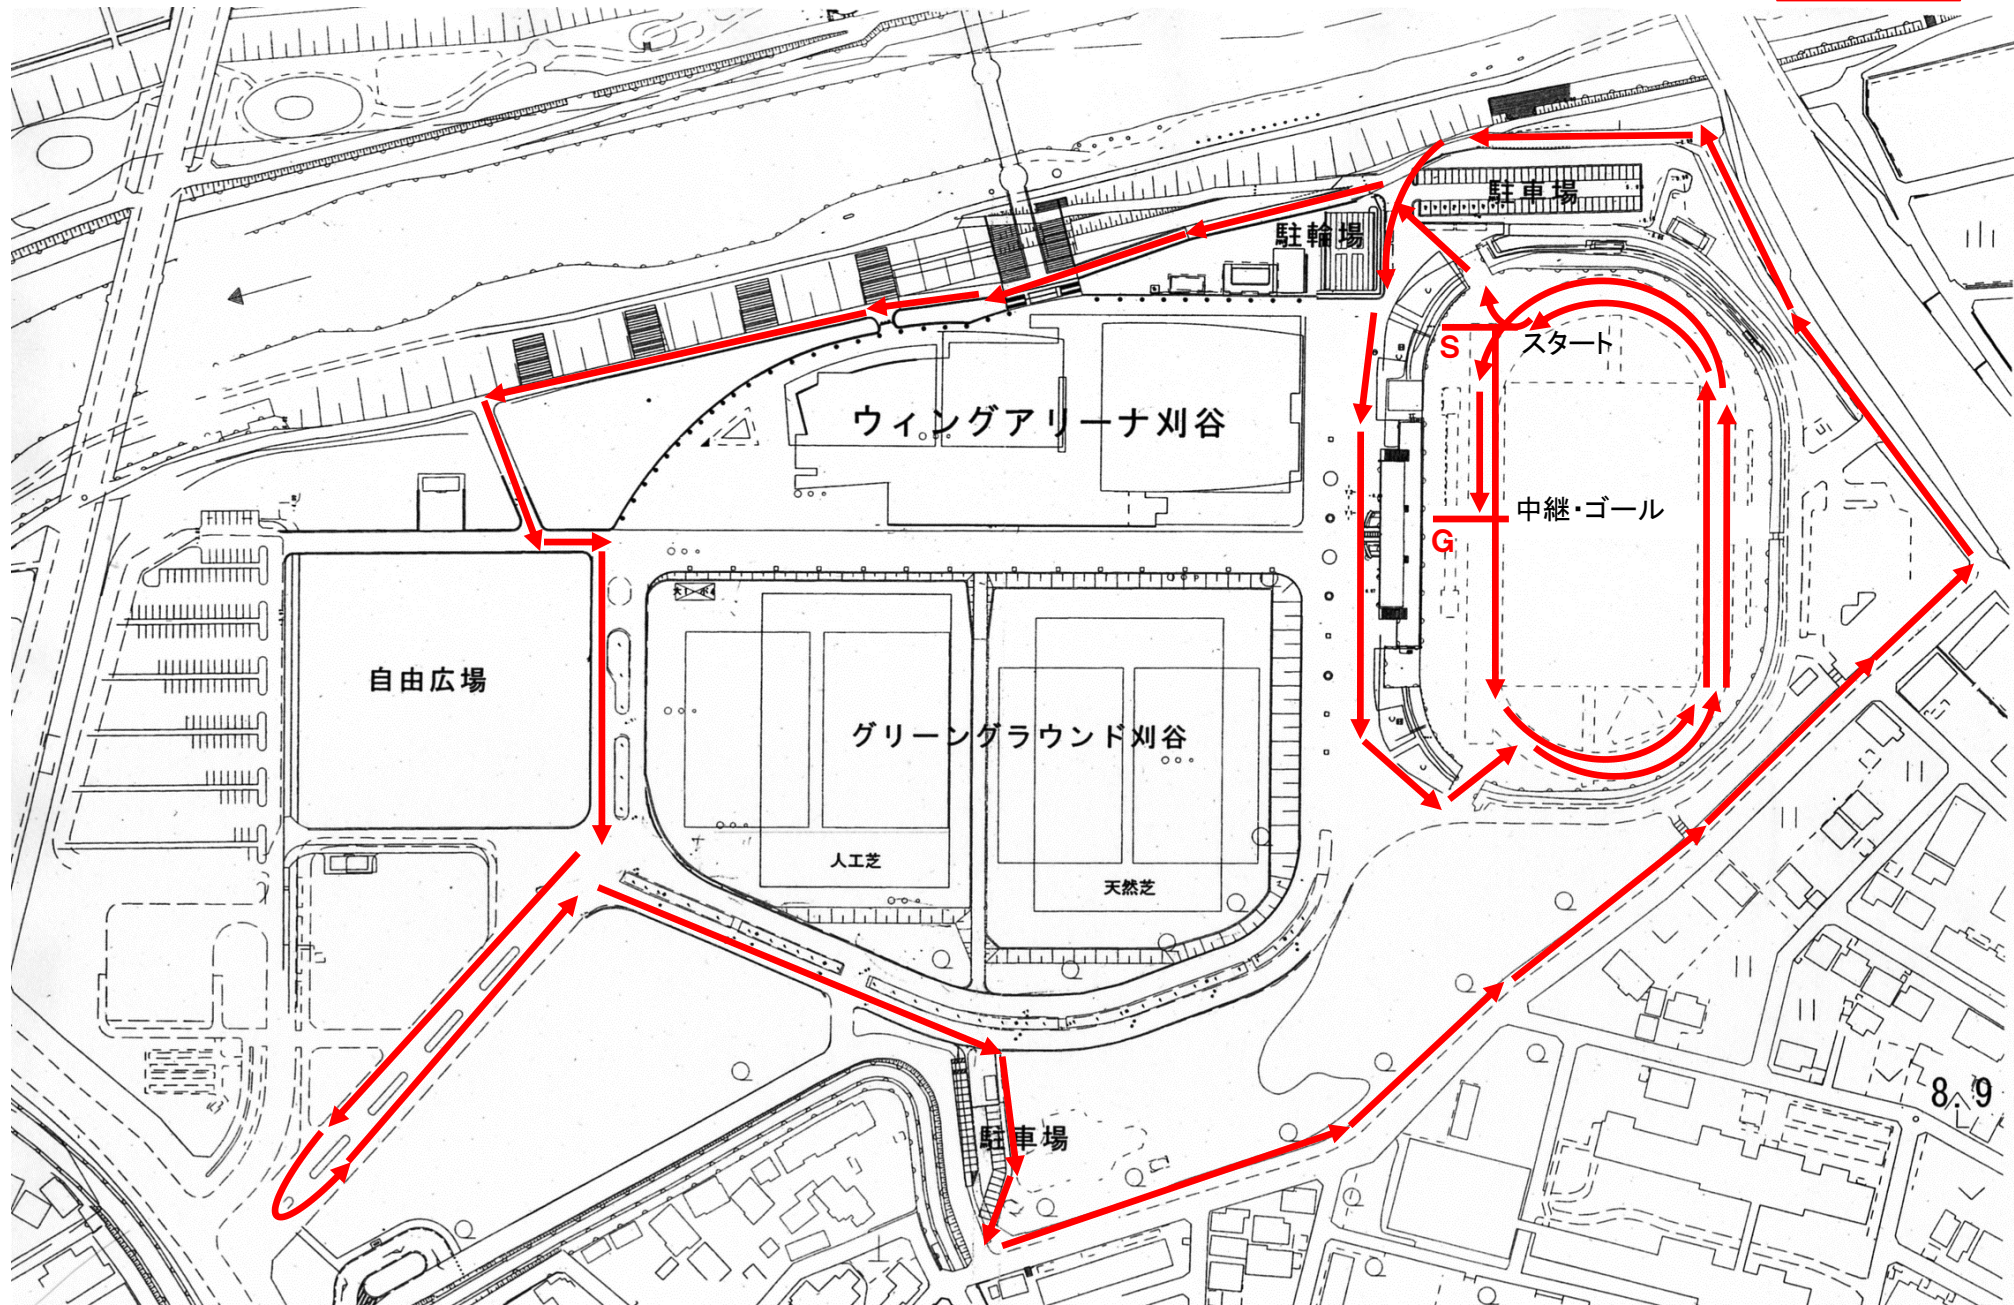 駐車場
駐輪場
S
スタート
ウィングアリーナ刈谷
中継・ゴール
G
自由広場
グリーングラウンド刈谷
人工芝
天然芝
駐車場
8.9